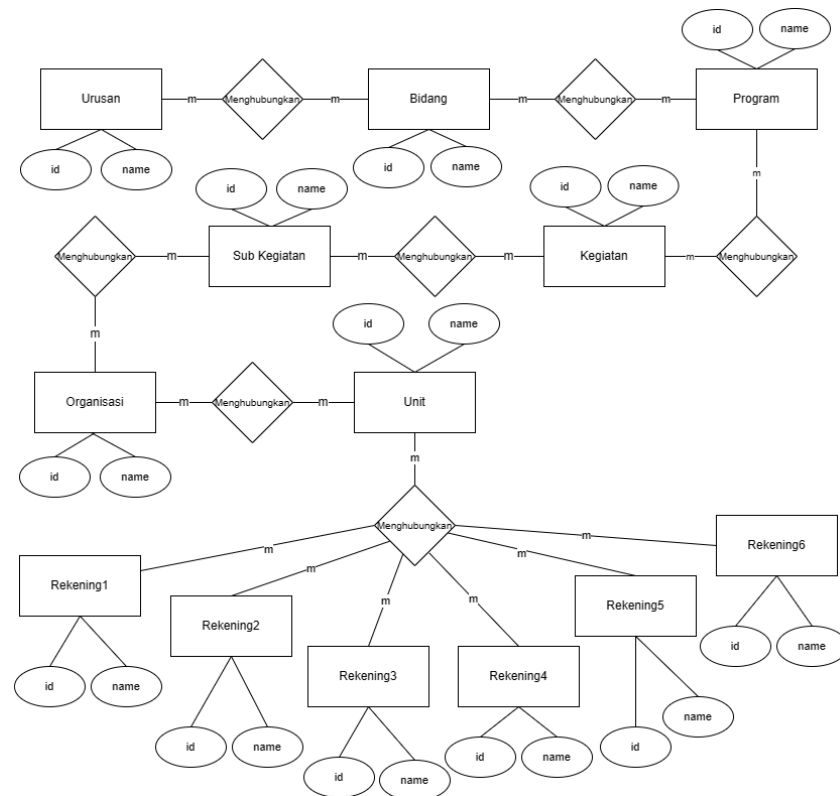 id
name
Urusan
m
Menghubungkan
m
Bidang
m
Menghubungkan
m
Program
id
name
id
name
m
id
name
id
name
Menghubungkan
m
Sub Kegiatan
m
Menghubungkan
m
Kegiatan
m
Menghubungkan
m
id
name
Organisasi
m
Menghubungkan
m
Unit
id
name
m
Menghubungkan
m
m
m
m
m
m
Rekening1
Rekening2
Rekening3
Rekening4
Rekening5
Rekening6
id
name
id
name
id
name
id
name
id
name
id
name